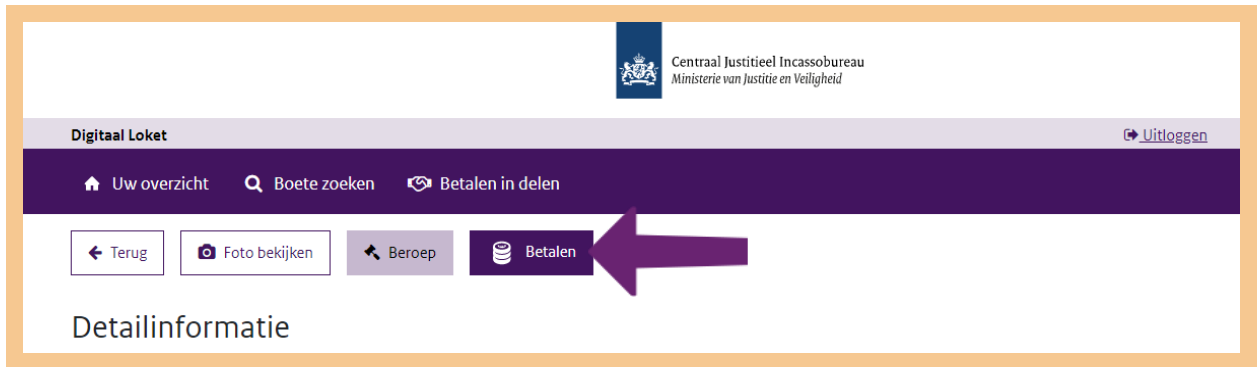 Centraal Justitieel Incassobureau
Ministerie van Justitie en Veiligheid
Digitaal Loket Uitloggen
Uw overzicht Boete zoeken Betalen in delen
Terug Foto bekijken Beroep Betalen
Detailinformatie